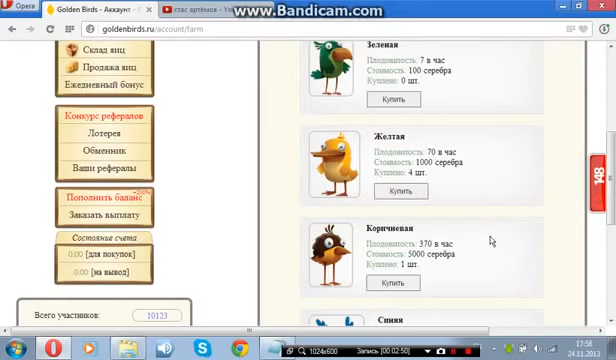 www.Bandicam.com
Opera
Golden Birds - Аккаунт -
стас артёмов - You
goldenbirds.ru/account/farm
Склад яиц
Продажа яиц
Ежедневный бонус
Конкурс рефералов
Лотерея
Обменник
Ваши рефералы
+100%
Пополнить баланс
Заказать выплату
Состояние счета
0.00 [для покупок]
0.00 [на вывод]
Всего участников: 10123
Зеленая
Плодовитость: 7 в час
Стоимость: 100 серебра
Куплено: 0 шт.
Купить
Желтая
Плодовитость: 70 в час
Стоимость: 1000 серебра
Куплено: 4 шт.
Купить
Коричневая
Плодовитость: 370 в час
Стоимость: 5000 серебра
Куплено: 1 шт.
Купить
Синяя
148
1024x600
Запись [00:02:50]
17:58
24.11.2013